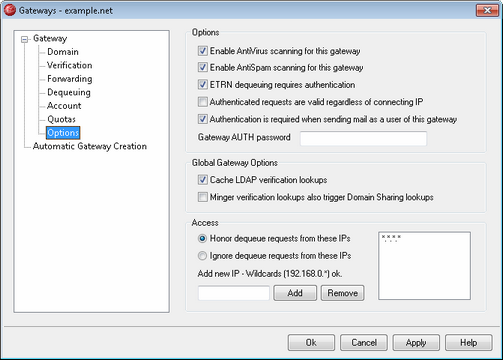 Gateways - example.net
Gateway
Domain
Verification
Forwarding
Dequeuing
Account
Quotas
Options
Automatic Gateway Creation
Options
Enable AntiVirus scanning for this gateway
Enable AntiSpam scanning for this gateway
ETRN dequeuing requires authentication
Authenticated requests are valid regardless of connecting IP
Authentication is required when sending mail as a user of this gateway
Gateway AUTH password
Global Gateway Options
Cache LDAP verification lookups
Minger verification lookups also trigger Domain Sharing lookups
Access
Honor dequeue requests from these IPs
Ignore dequeue requests from these IPs
Add new IP - Wildcards (192.168.0.*) ok.
Add
Remove
*.*.*.*
Ok
Cancel
Apply
Help